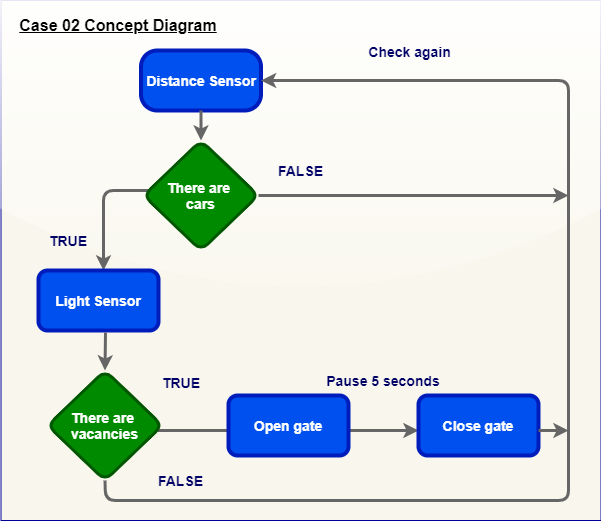 Case 02 Concept Diagram
Check again
Distance Sensor
There are
cars
FALSE
TRUE
Light Sensor
There are
vacancies
TRUE
Open gate
Pause 5 seconds
Close gate
FALSE